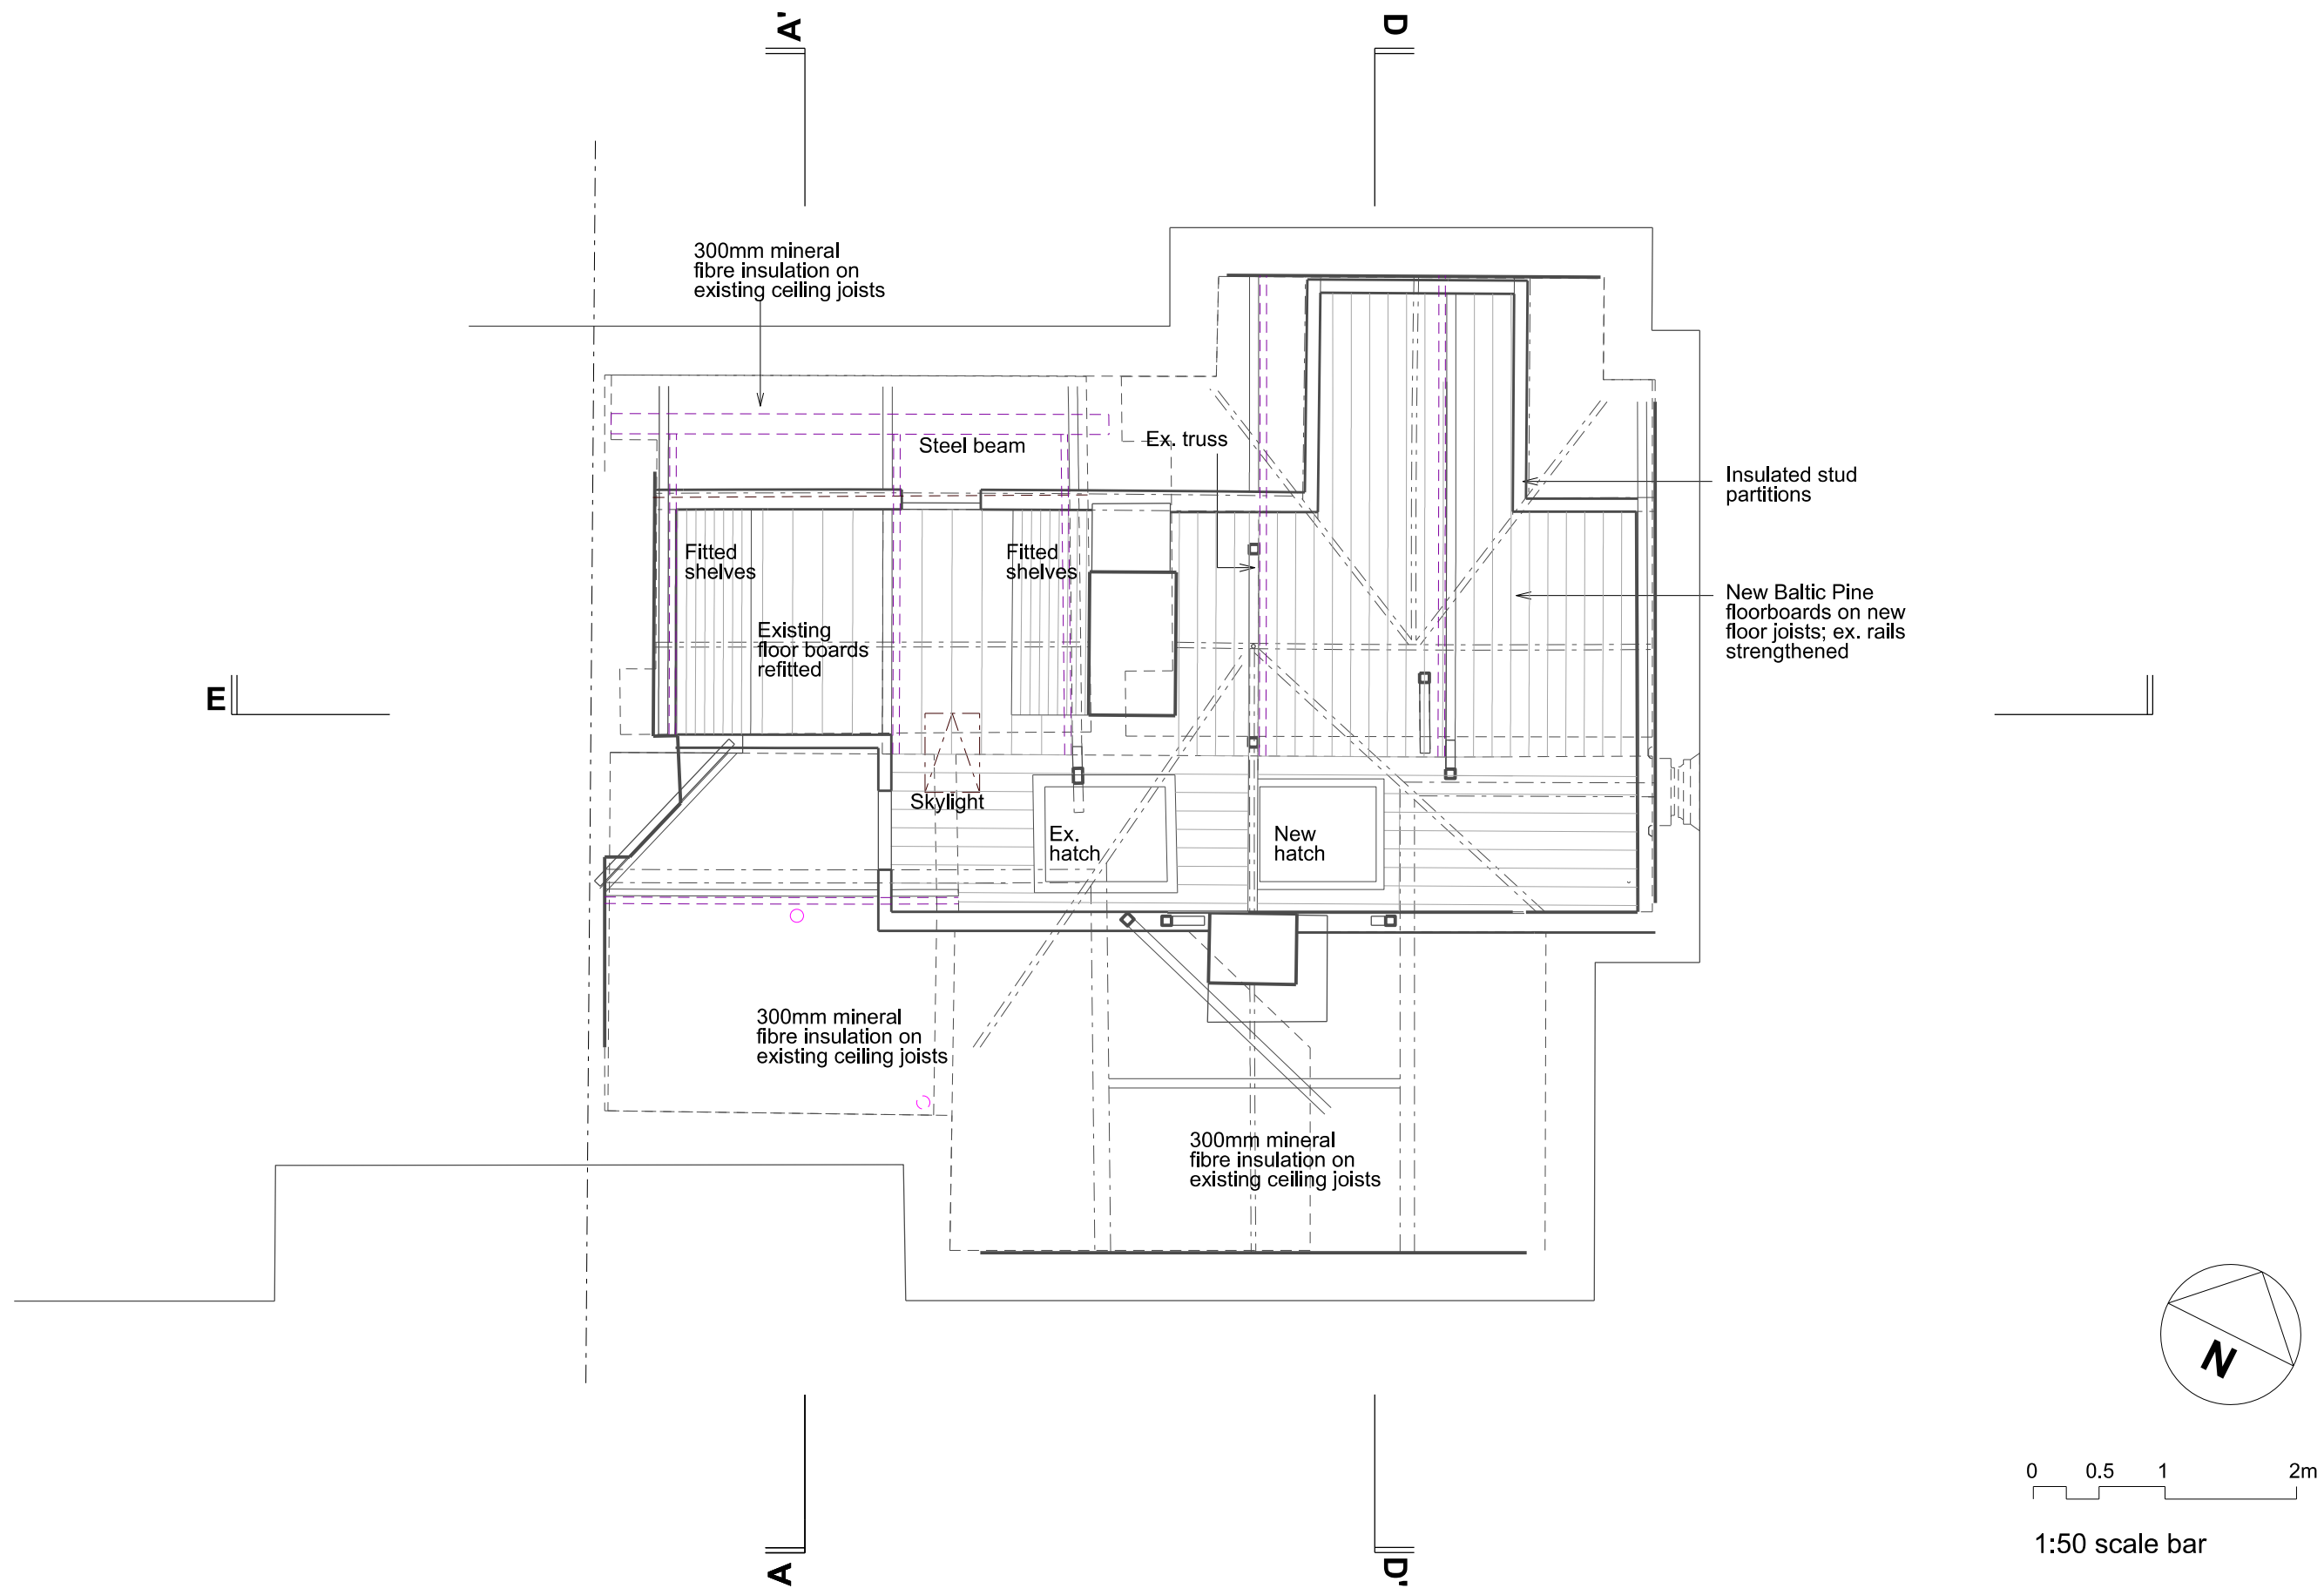 A'
D
300mm mineral
fibre insulation on
existing ceiling joists
Steel beam
Ex. truss
Insulated stud
partitions
Fitted
shelves
Fitted
shelves
Existing
floor boards
refitted
New Baltic Pine
floorboards on new
floor joists; ex. rails
strengthened
E
Skylight
Ex.
hatch
New
hatch
300mm mineral
fibre insulation on
existing ceiling joists
300mm mineral
fibre insulation on
existing ceiling joists
N
0 0.5 1 2m
1:50 scale bar
A
D'